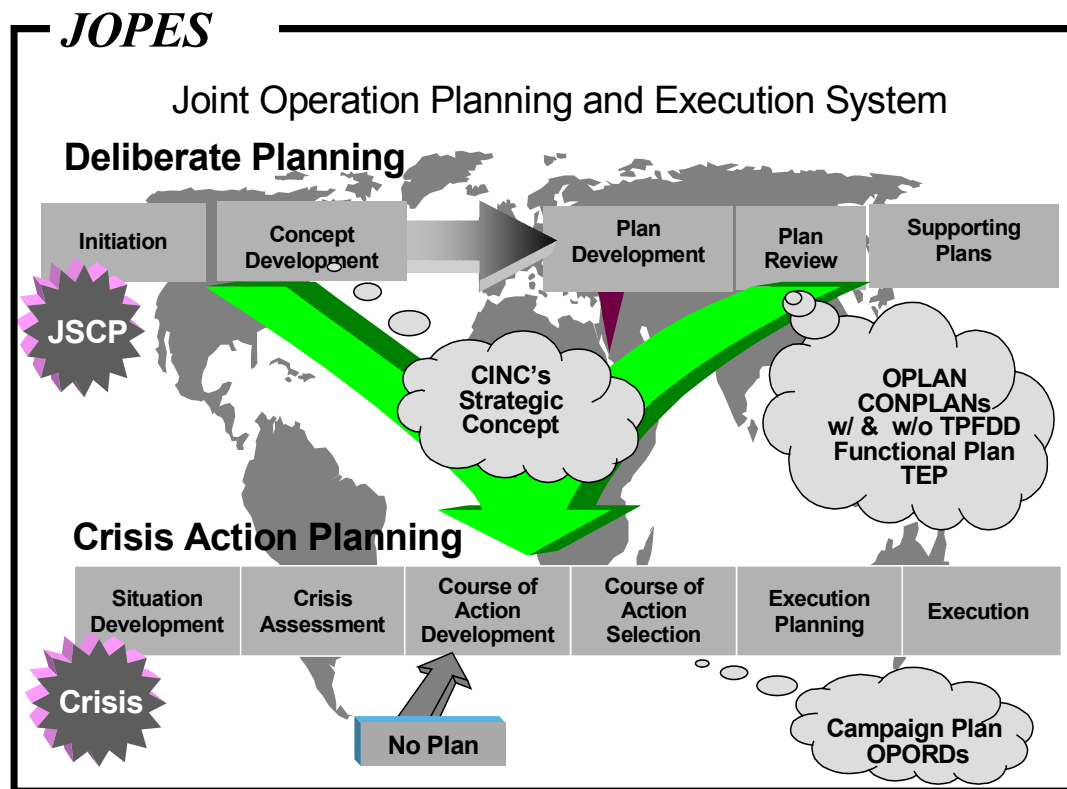 JOPES
Joint Operation Planning and Execution System
Deliberate Planning
Initiation
Concept
Development
Plan
Development
Plan
Review
Supporting
Plans
JSCP
CINC’s
Strategic
Concept
OPLAN
CONPLANs
w/ & w/o TPFDD
Functional Plan
TEP
Crisis Action Planning
Situation
Development
Crisis
Assessment
Course of
Action
Development
Course of
Action
Selection
Execution
Planning
Execution
Crisis
No Plan
Campaign Plan
OPORDs